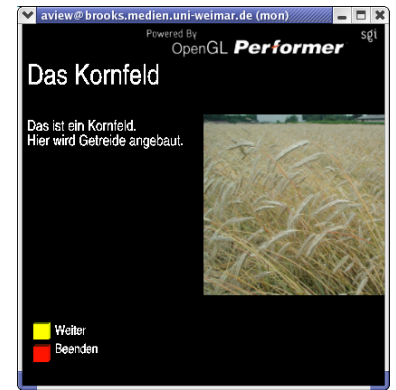 aview@brooks.medien.uni-weimar.de (mon)
Powered By
OpenGL Performer
sgi
Das Kornfeld
Das ist ein Kornfeld.
Hier wird Getreide angebaut.
Weiter
Beenden